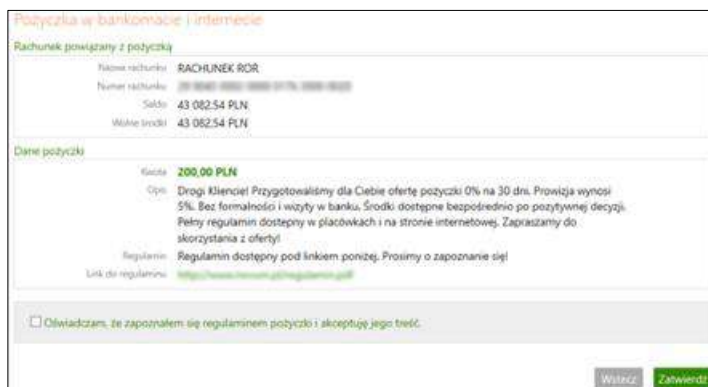 Pożyczka w bankomacie i internecie
Rachunek powiązany z pożyczką
Nazwa rachunku RACHUNEK ROR
Numer rachunku
Saldo 43 082,54 PLN
Wolne środki 43 082,54 PLN
Dane pożyczki
Kwota 200,00 PLN
Opis Drogi Kliencie! Przygotowaliśmy dla Ciebie ofertę pożyczki 0% na 30 dni. Prowizja wynosi
5%. Bez formalności i wizyty w banku. Środki dostępne bezpośrednio po pozytywnej decyzji.
Pełny regulamin dostępny w placówkach i na stronie internetowej. Zapraszamy do
skorzystania z oferty!
Regulamin Regulamin dostępny pod linkiem poniżej. Prosimy o zapoznanie się!
Link do regulaminu
Oświadczam, że zapoznałem się regulaminem pożyczki i akceptuję jego treść.
Wstecz Zatwierdź